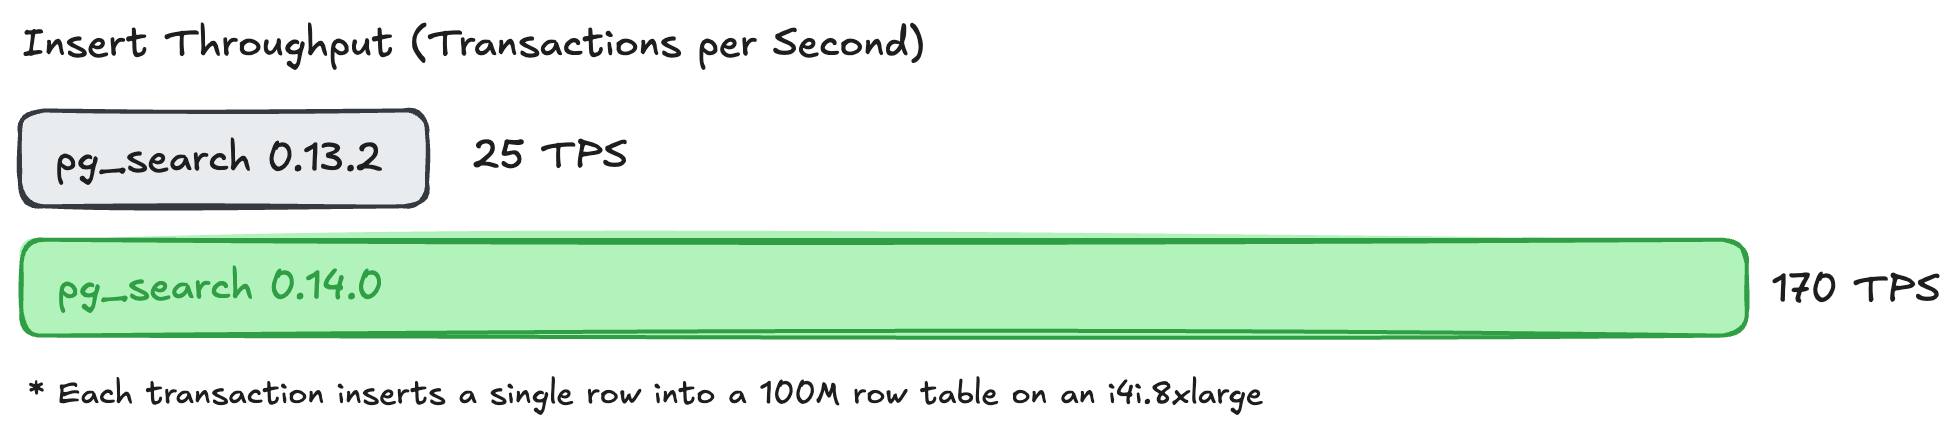 Insert Throughput (Transactions per Second)
pg_search 0.13.2 25 TPS
pg_search 0.14.0 170 TPS
* Each transaction inserts a single row into a 100M row table on an i4i.8xlarge